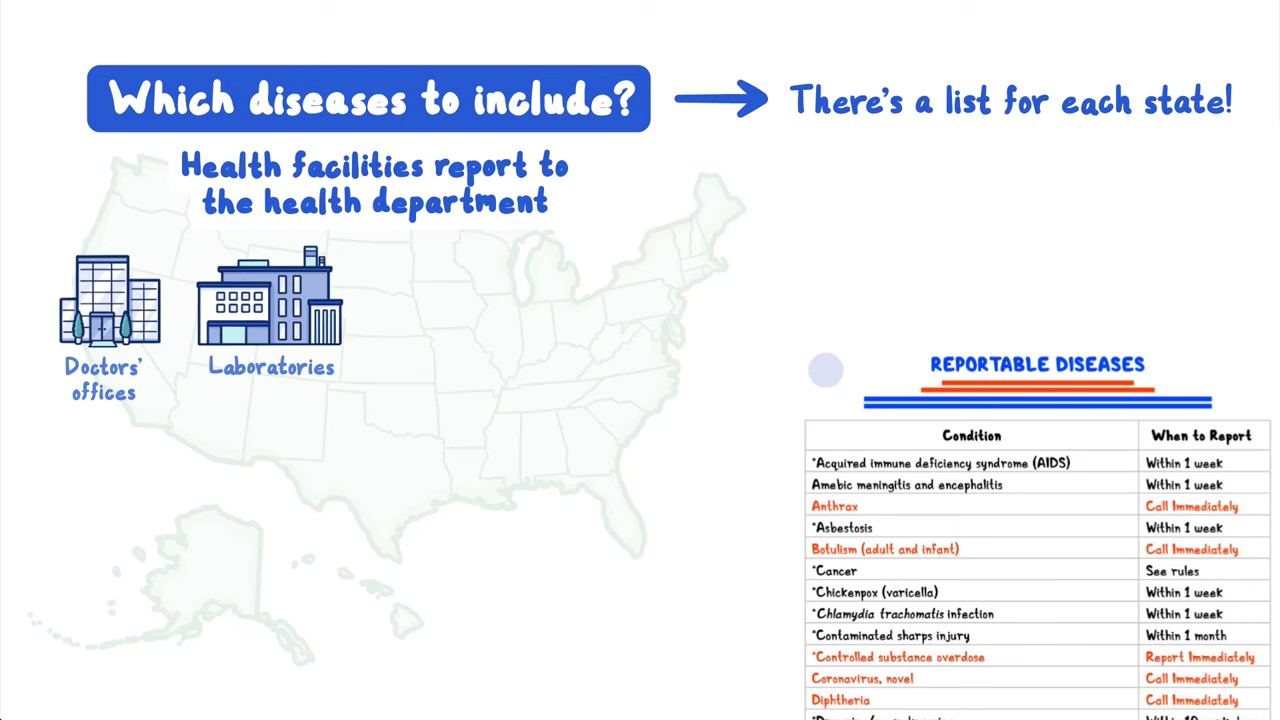 Which diseases to include?
There's a list for each state!
Health facilities report to
the health department
Doctors'
offices
Laboratories
REPORTABLE DISEASES
Condition When to Report
*Acquired immune deficiency syndrome (AIDS) Within 1 week
Amebic meningitis and encephalitis Within 1 week
Anthrax Call Immediately
*Asbestosis Within 1 week
Botulism (adult and infant) Call Immediately
*Cancer See rules
*Chickenpox (varicella) Within 1 week
*Chlamydia trachomatis infection Within 1 week
*Contaminated sharps injury Within 1 month
*Controlled substance overdose Report Immediately
Coronavirus, novel Call Immediately
Diphtheria Call Immediately